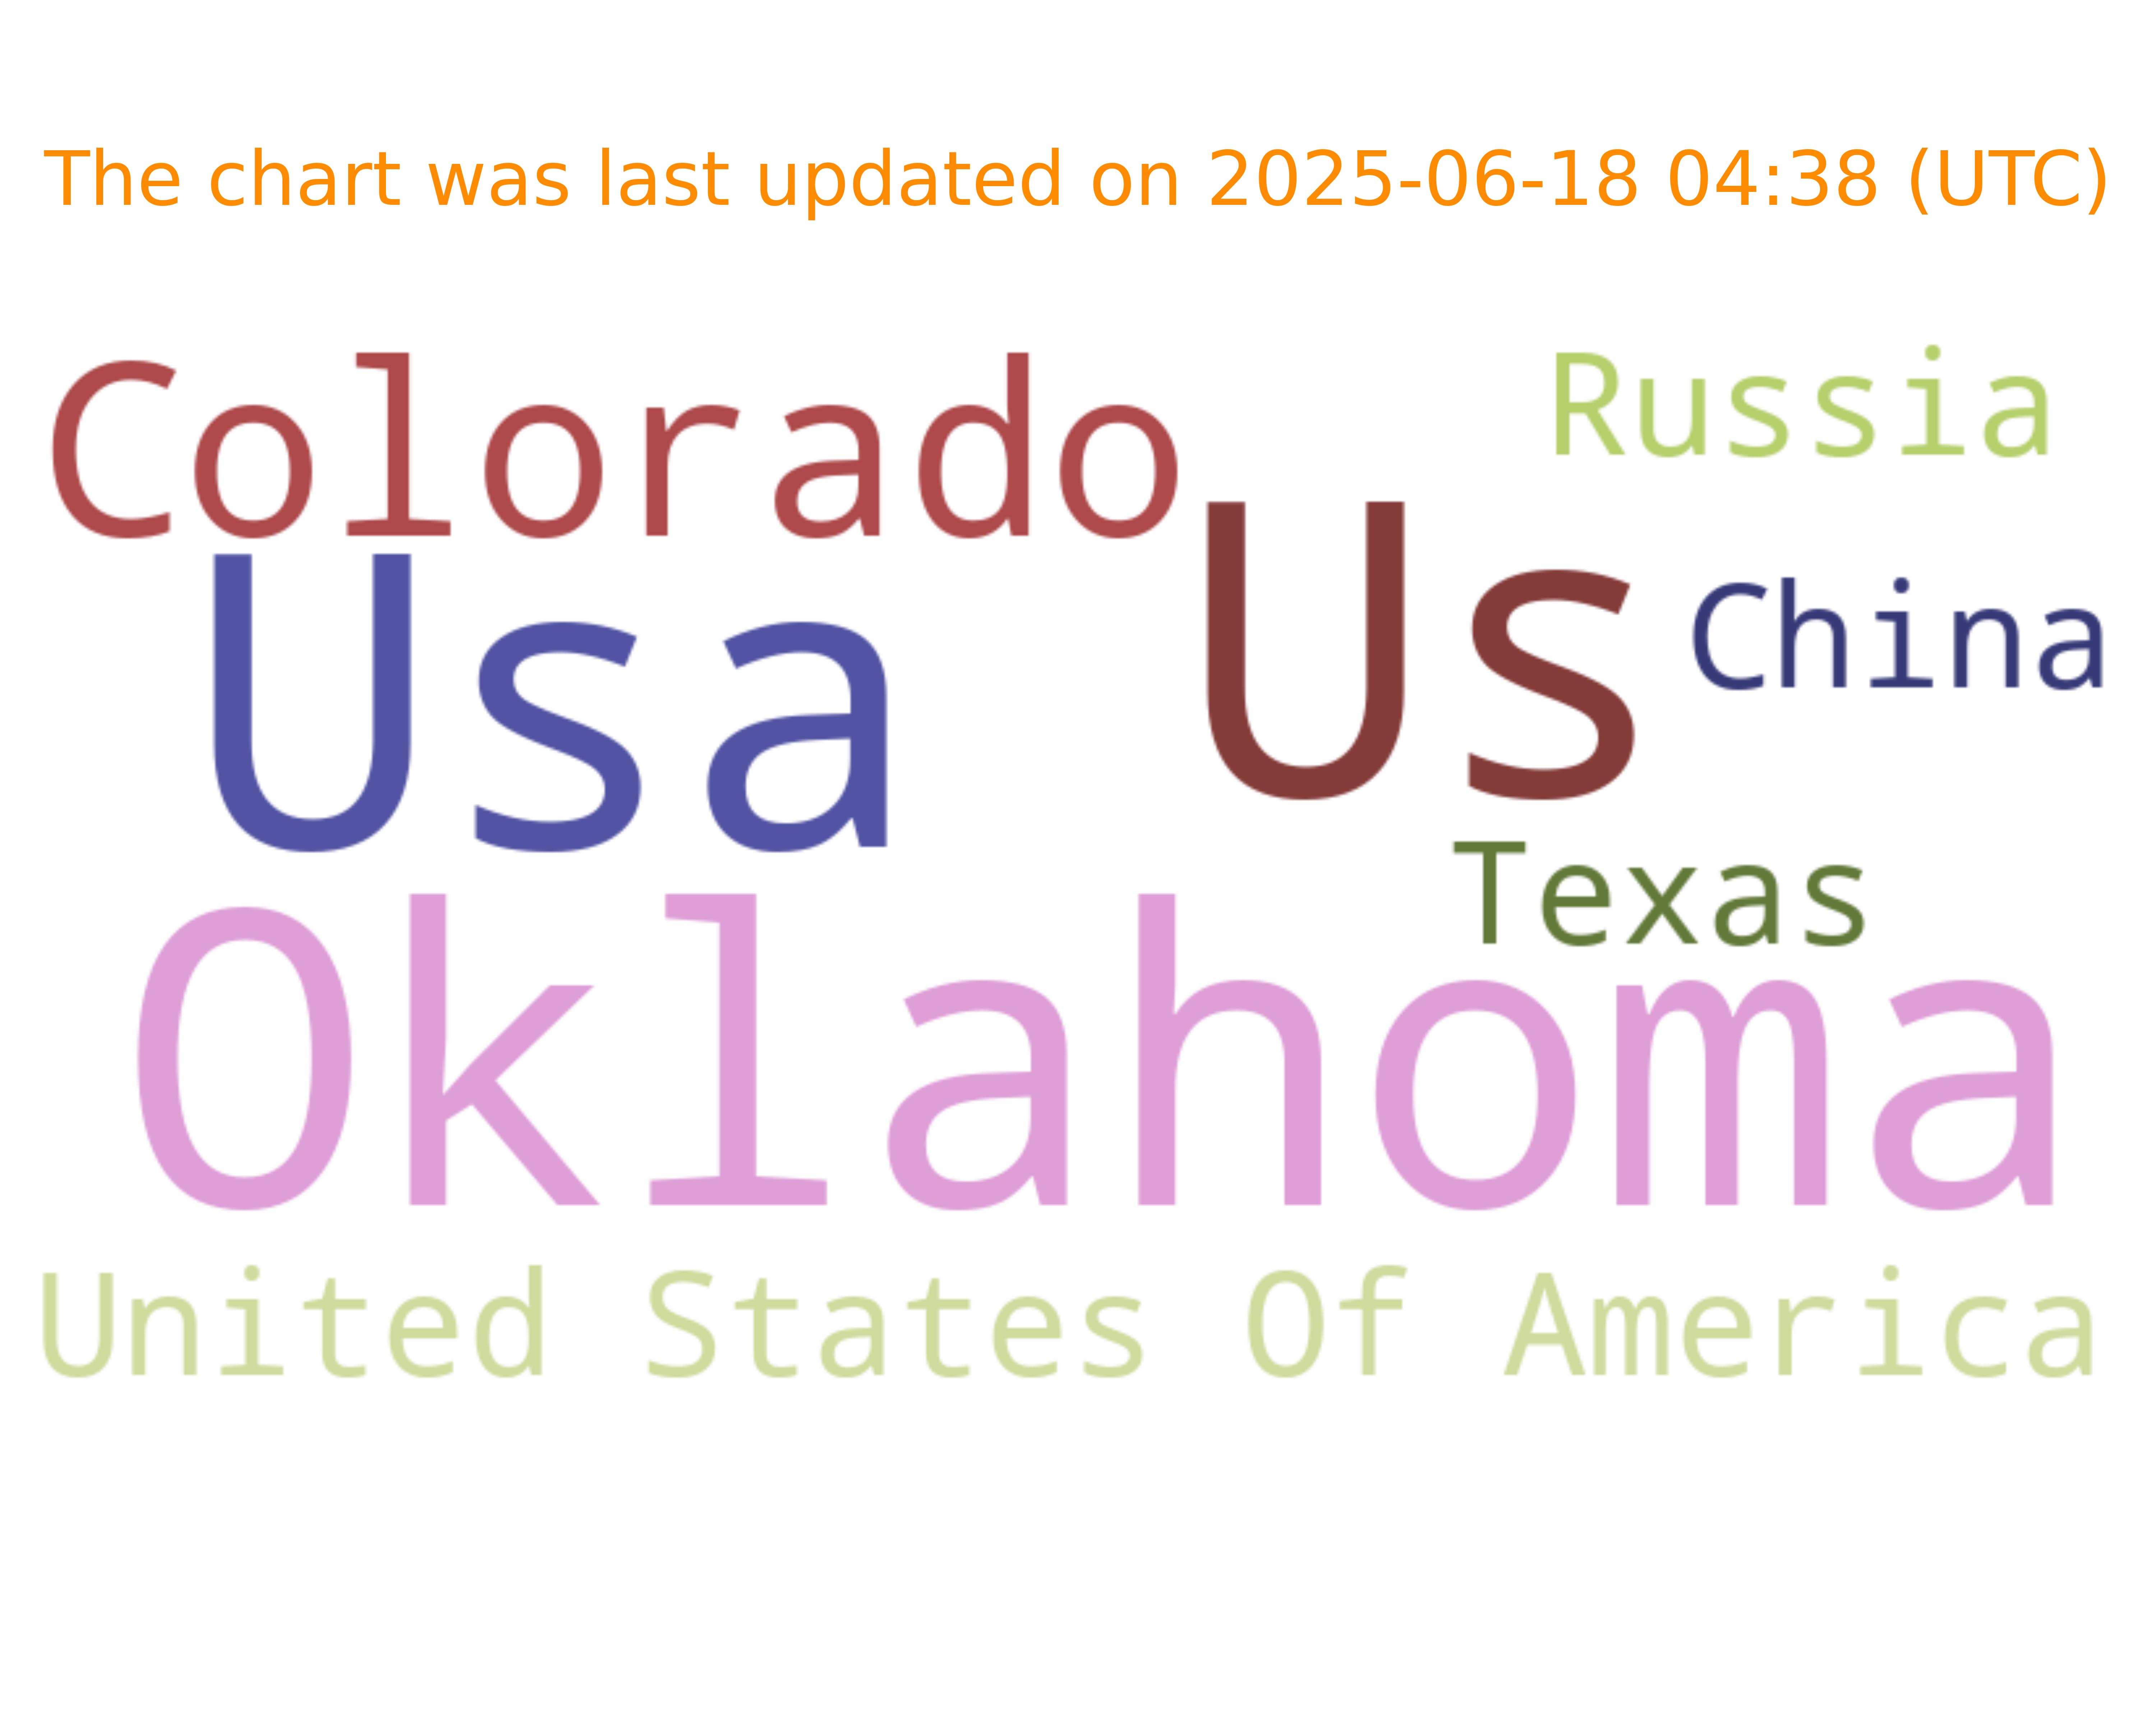 The chart was last updated on 2025-06-18 04:38 (UTC)
Colorado
Russia
Us
China
Usa
Texas
Oklahoma
United States Of America